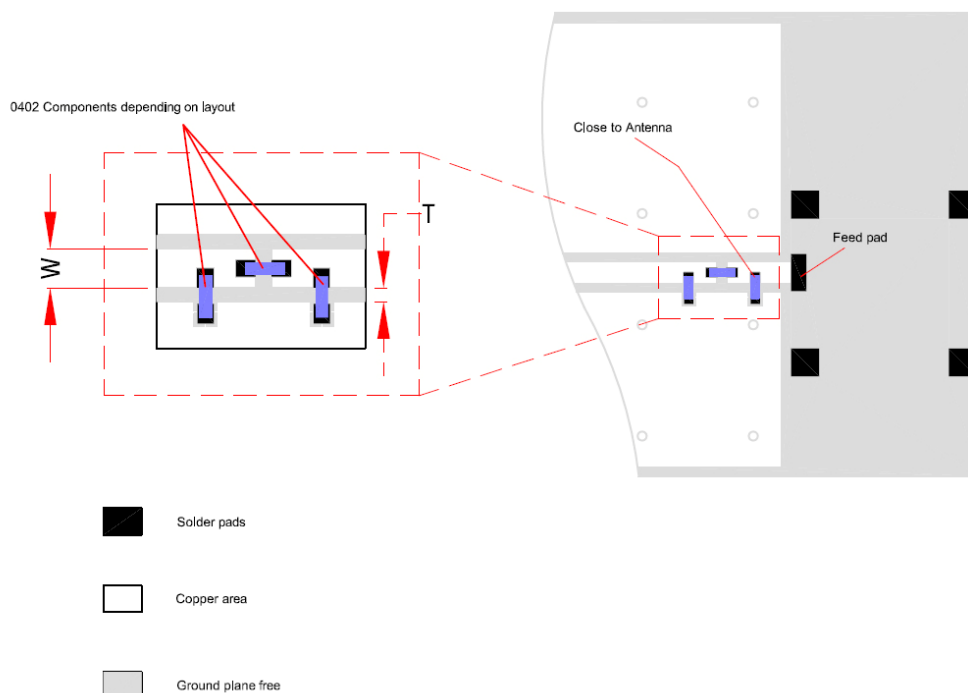 0402 Components depending on layout
Close to Antenna
T
Feed pad
W
Solder pads
Copper area
Ground plane free